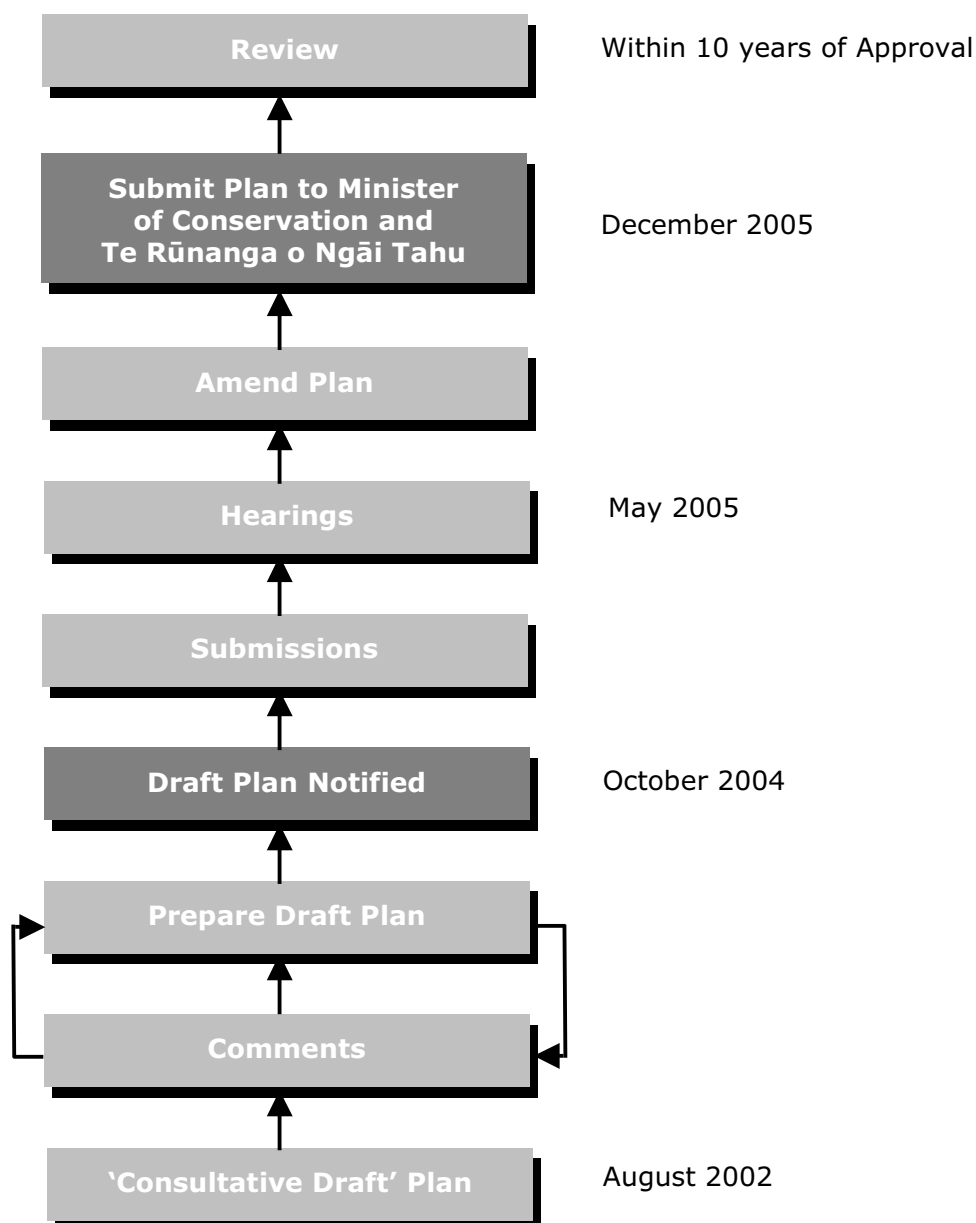 Review
Within 10 years of Approval
Submit Plan to Minister
of Conservation and
Te Rūnanga o Ngāi Tahu
December 2005
Amend Plan
Hearings
May 2005
Submissions
Draft Plan Notified
October 2004
Prepare Draft Plan
Comments
‘Consultative Draft’ Plan
August 2002